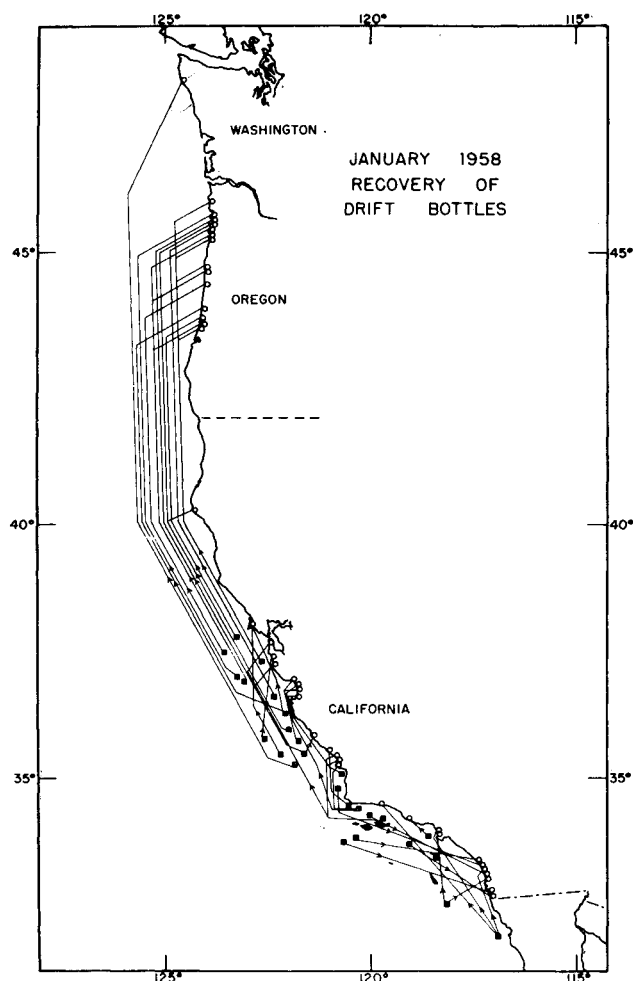 125° 120° 115°
WASHINGTON
JANUARY 1958
RECOVERY OF
DRIFT BOTTLES
45° 45°
OREGON
40° 40°
CALIFORNIA
35° 35°
125° 120° 115°